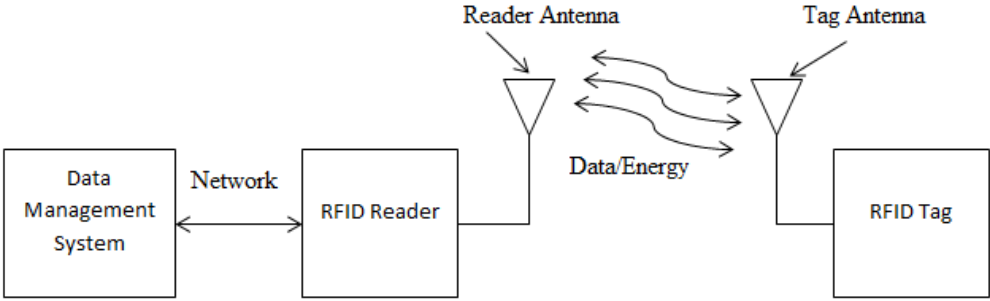 Reader Antenna
Tag Antenna
Data/Energy
Data
Management
System
Network
RFID Reader
RFID Tag